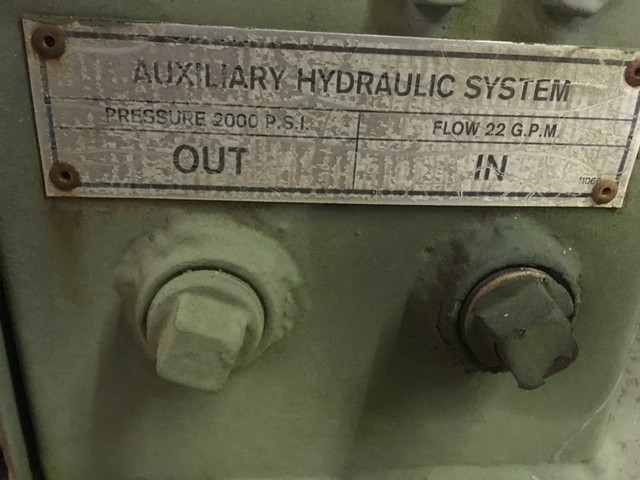 AUXILIARY HYDRAULIC SYSTEM
PRESSURE 2000 P.S.I.
FLOW 22 G.P.M
OUT
IN